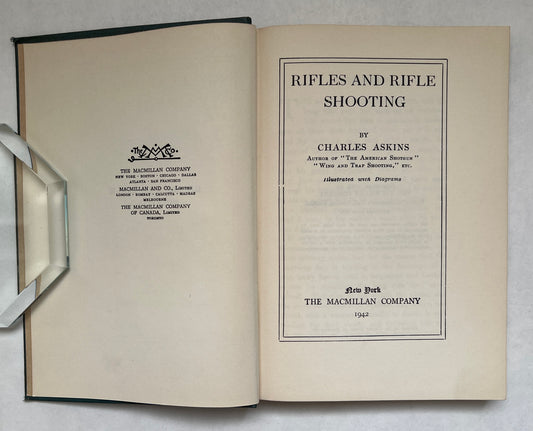 The M Co.
THE MACMILLAN COMPANY
NEW YORK · BOSTON · CHICAGO · DALLAS
ATLANTA · SAN FRANCISCO
MACMILLAN AND CO., LIMITED
LONDON · BOMBAY · CALCUTTA · MADRAS
MELBOURNE
THE MACMILLAN COMPANY
OF CANADA, LIMITED
TORONTO
RIFLES AND RIFLE
SHOOTING
BY
CHARLES ASKINS
AUTHOR OF "THE AMERICAN SHOTGUN"
"WING AND TRAP SHOOTING," ETC.
Illustrated with Diagrams
New York
THE MACMILLAN COMPANY
1942